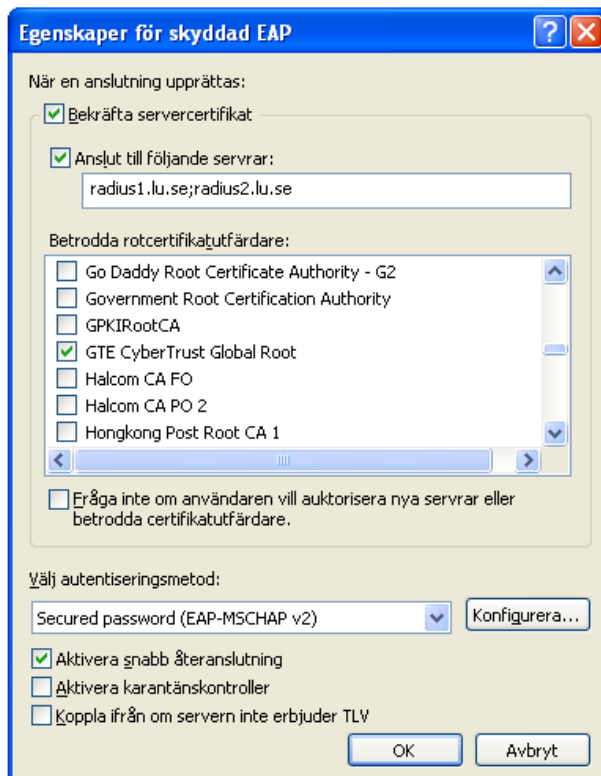 Egenskaper för skyddad EAP
När en anslutning upprättas:
Bekräfta servercertifikat
Anslut till följande servrar:
radius1.lu.se;radius2.lu.se
Betrodda rotcertifikatutfärdare:
Go Daddy Root Certificate Authority - G2
Government Root Certification Authority
GPKIRootCA
GTE CyberTrust Global Root
Halcom CA FO
Halcom CA PO 2
Hongkong Post Root CA 1
Fråga inte om användaren vill auktorisera nya servrar eller
betrodda certifikatutfärdare.
Välj autentiseringsmetod:
Secured password (EAP-MSCHAP v2)
Konfigurera...
Aktivera snabb återanslutning
Aktivera karantänskontroller
Koppla ifrån om servern inte erbjuder TLV
OK
Avbryt